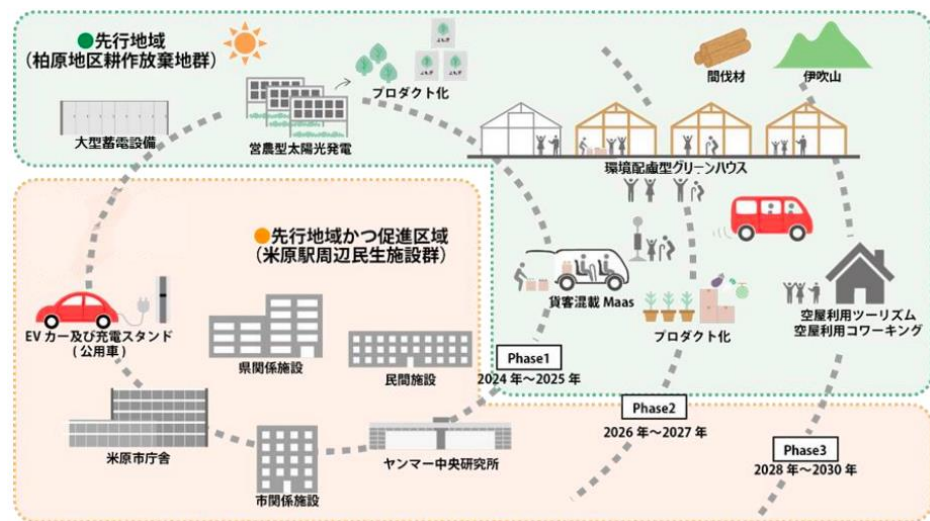 ●先行地域
(柏原地区耕作放棄地群)
大型蓄電設備
営農型太陽光発電
プロダクト化
間伐材
伊吹山
環境配慮型グリーンハウス
●先行地域かつ促進区域
(米原駅周辺民生施設群)
EV カー及び充電スタンド
(公用車)
県関係施設
民間施設
米原市庁舎
市関係施設
ヤンマー中央研究所
貨客混載 Maas
プロダクト化
空屋利用ツーリズム
空屋利用コワーキング
Phase1
2024 年～2025 年
Phase2
2026 年～2027 年
Phase3
2028 年～2030 年